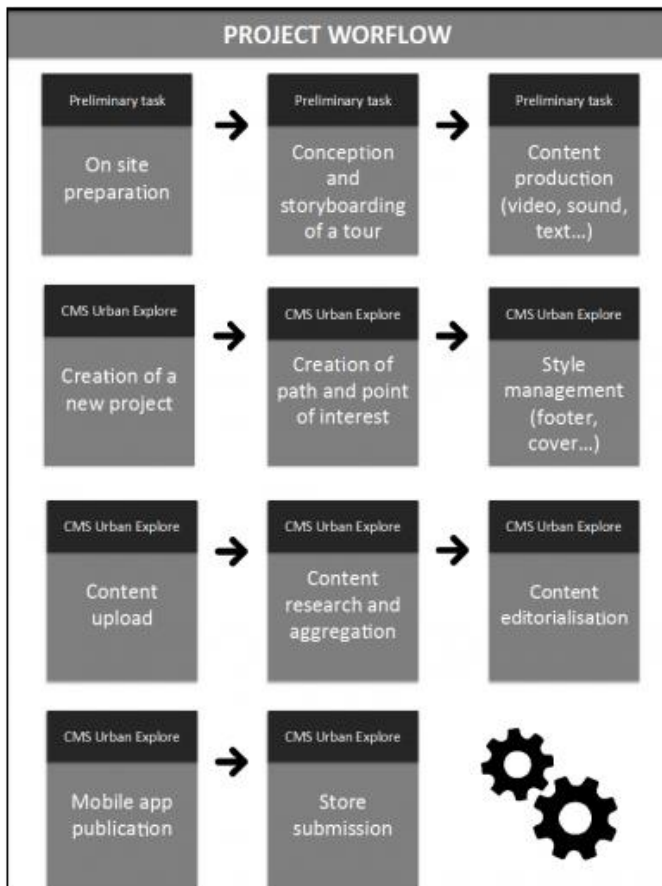 PROJECT WORFLOW
Preliminary task
On site
preparation
Preliminary task
Conception
and
storyboarding
of a tour
Preliminary task
Content
production
(video, sound,
text...)
CMS Urban Explore
Creation of a
new project
CMS Urban Explore
Creation of
path and point
of interest
CMS Urban Explore
Style
management
(footer,
cover...)
CMS Urban Explore
Content
upload
CMS Urban Explore
Content
research and
aggregation
CMS Urban Explore
Content
editorialisation
CMS Urban Explore
Mobile app
publication
CMS Urban Explore
Store
submission